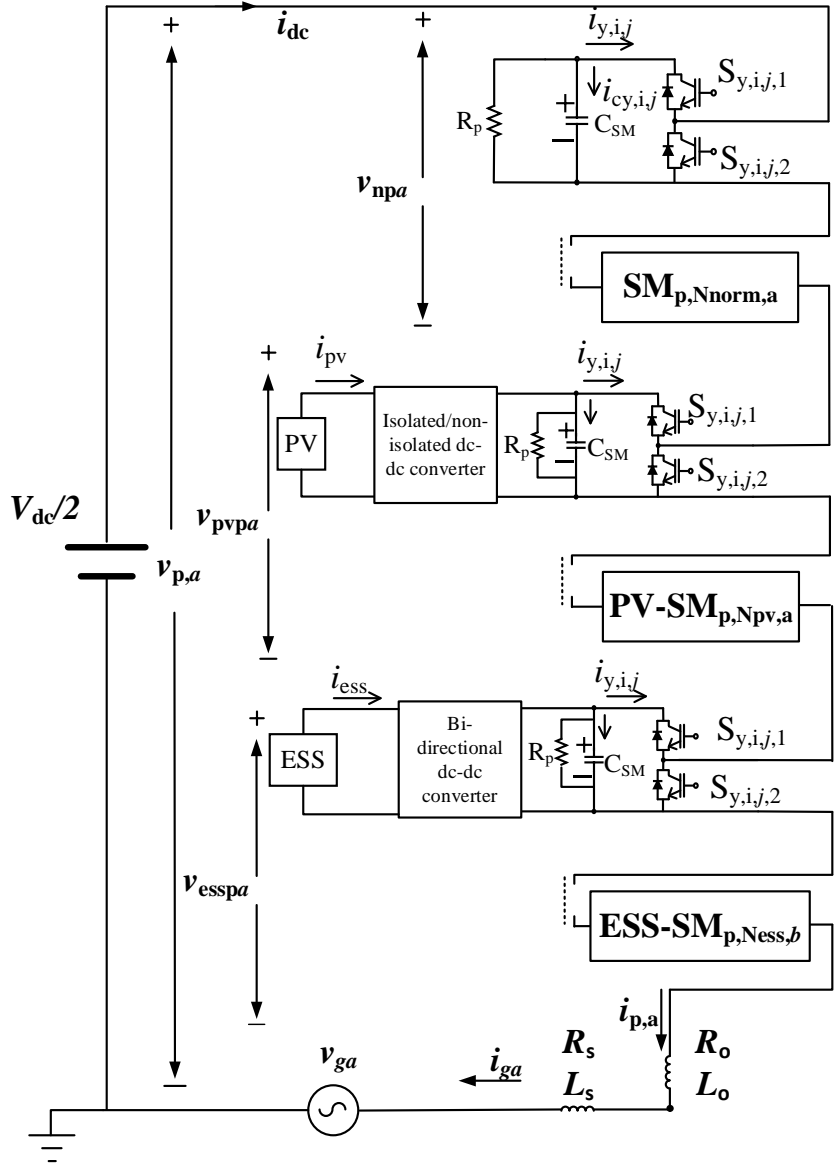 +
i_dc
+
i_y,i,j
i_cy,i,j
S_y,i,j,1
R_p
+
C_SM
−
S_y,i,j,2
v_npa
SM_p,Nnorm,a
−
+
i_pv
i_y,i,j
PV
Isolated/non-
isolated dc-
dc converter
R_p
+
C_SM
−
S_y,i,j,1
S_y,i,j,2
V_dc/2
v_pvpa
v_p,a
PV-SM_p,Npv,a
−
+
i_ess
i_y,i,j
ESS
Bi-
directional
dc-dc
converter
R_p
+
C_SM
−
S_y,i,j,1
S_y,i,j,2
v_esspa
ESS-SM_p,Ness,b
−
i_p,a
R_o
L_o
−
v_ga
i_ga
R_s
L_s